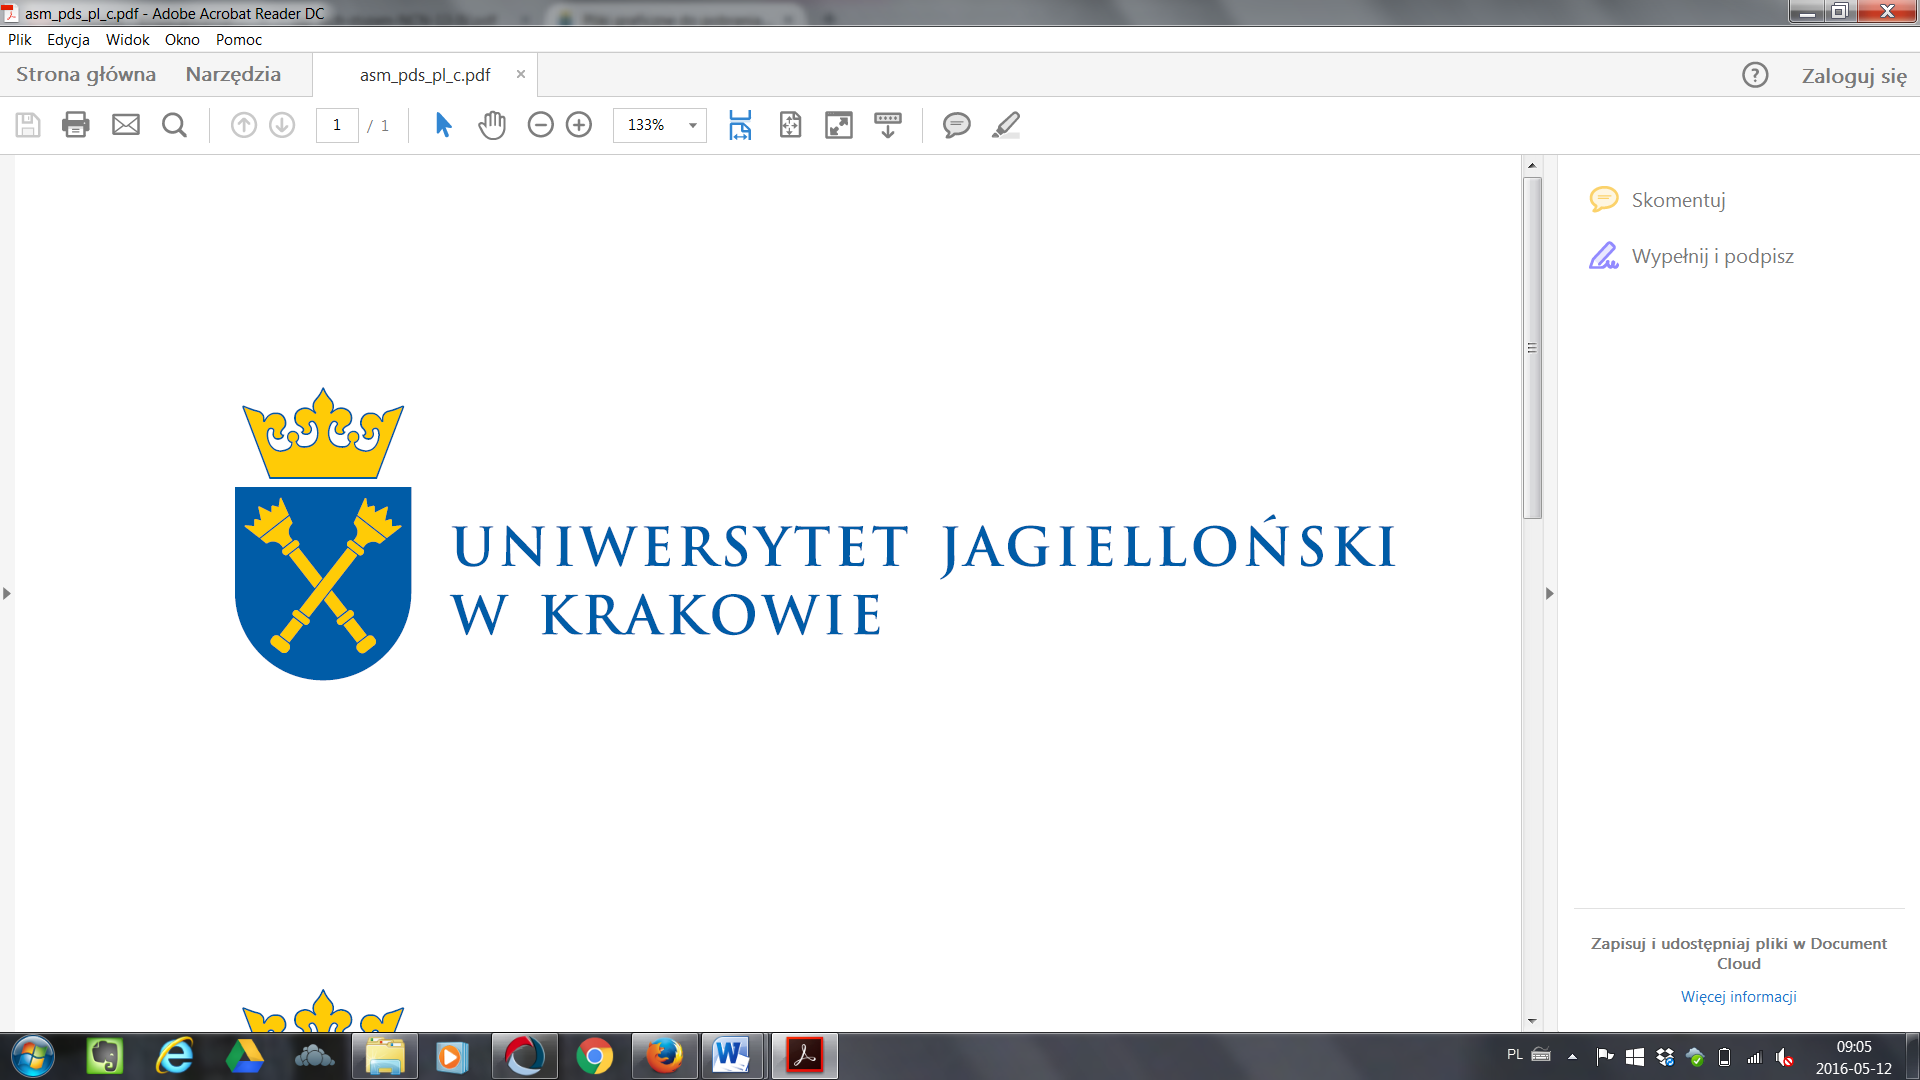 asm_pds_pl_c.pdf - Adobe Acrobat Reader DC
Plik Edycja Widok Okno Pomoc
Strona główna Narzędzia asm_pds_pl_c.pdf × ? Zaloguj się
1 / 1 133%
Skomentuj
Wypełnij i podpisz
UNIWERSYTET JAGIELLOŃSKI
W KRAKOWIE
Zapisuj i udostępniaj pliki w Document
Cloud
Więcej informacji
PL 09:05
2016-05-12